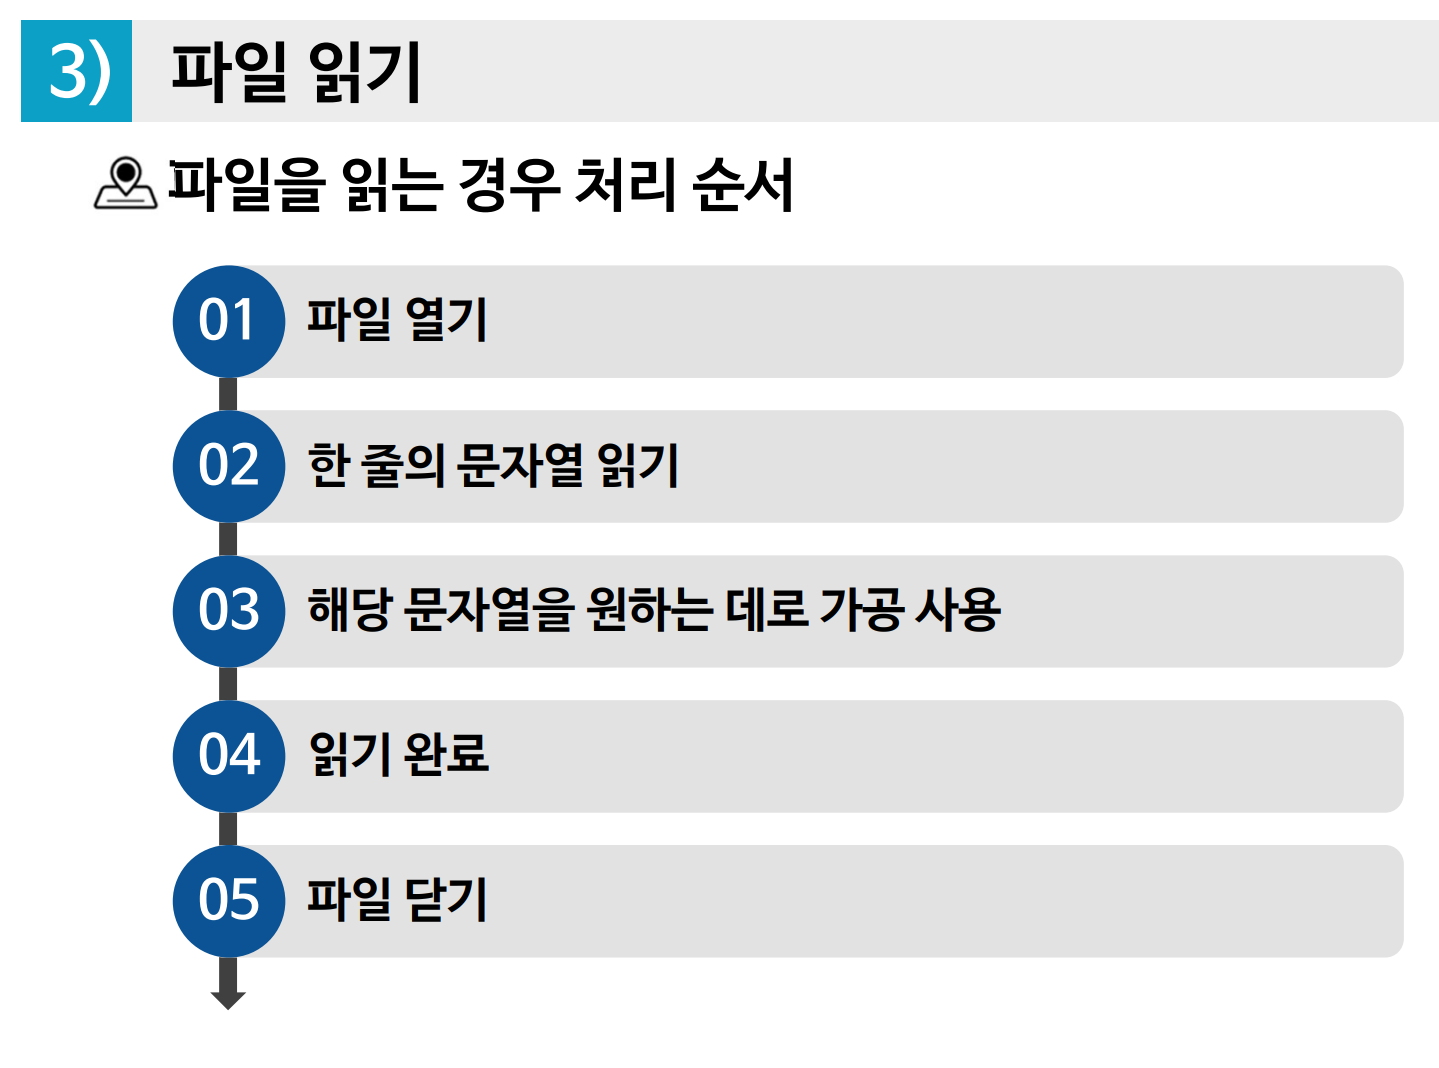 3) 파일 읽기
파일을 읽는 경우 처리 순서
01 파일 열기
02 한 줄의 문자열 읽기
03 해당 문자열을 원하는 데로 가공 사용
04 읽기 완료
05 파일 닫기